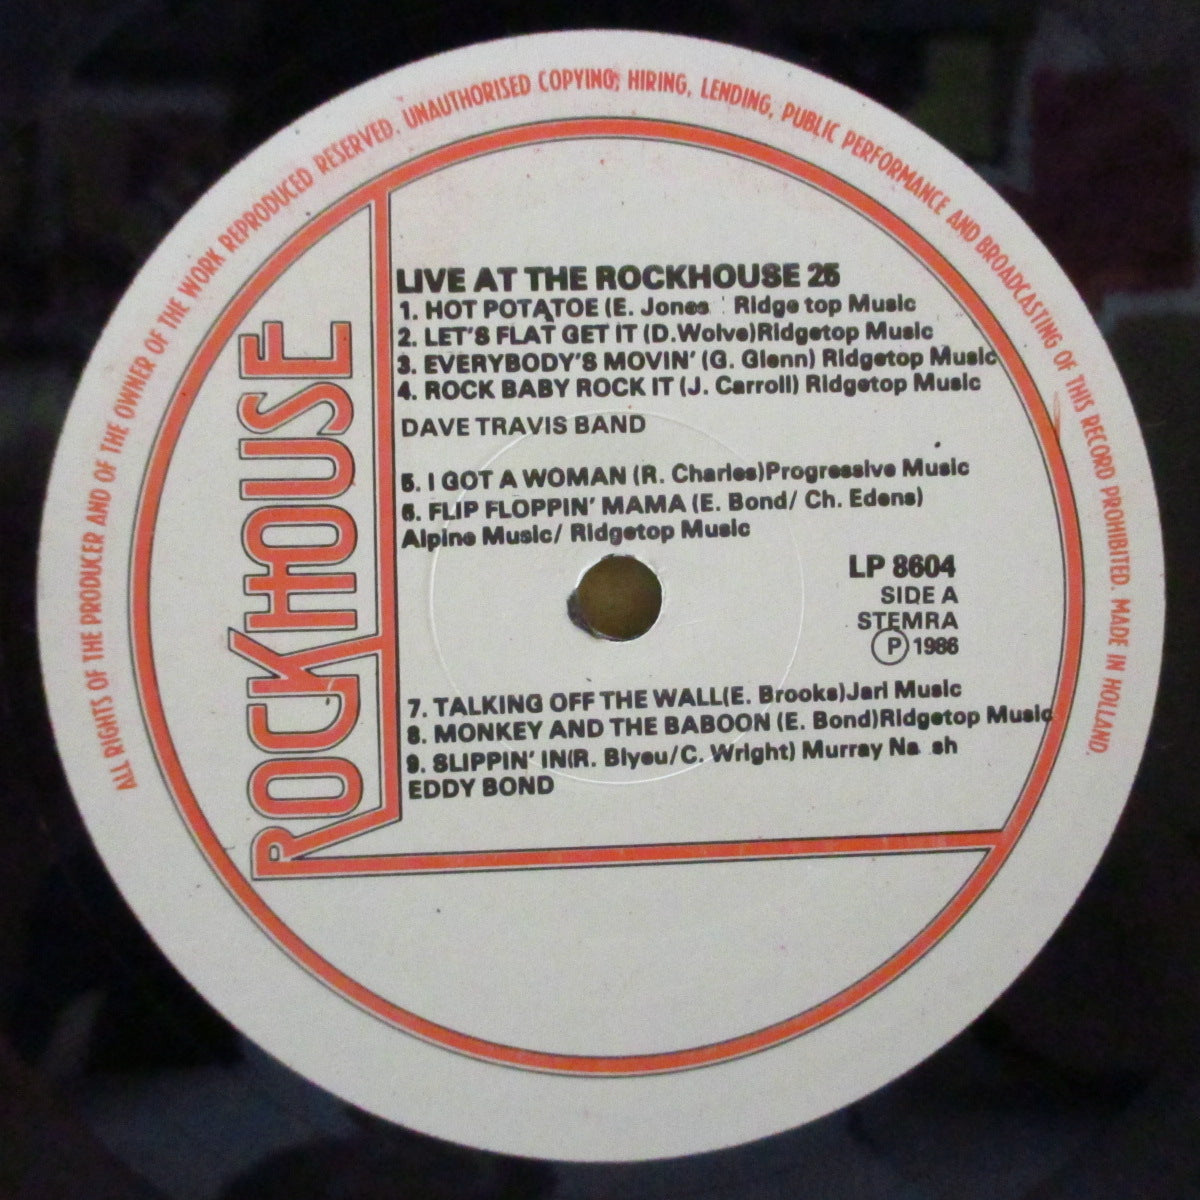 ALL RIGHTS OF THE PRODUCER AND OF THE OWNER OF THE WORK REPRODUCED RESERVED. UNAUTHORISED COPYING, HIRING, LENDING, PUBLIC PERFORMANCE AND BROADCASTING OF THIS RECORD PROHIBITED. MADE IN HOLLAND.
ROCKHOUSE
LIVE AT THE ROCKHOUSE 25
1. HOT POTATOE (E. Jones Ridge top Music
2. LET'S FLAT GET IT (D.Wolve)Ridgetop Music
3. EVERYBODY'S MOVIN' (G. Glenn) Ridgetop Music
4. ROCK BABY ROCK IT (J. Carroll) Ridgetop Music
DAVE TRAVIS BAND
5. I GOT A WOMAN (R. Charles)Progressive Music
6. FLIP FLOPPIN' MAMA (E. Bond/ Ch. Edens)
Alpine Music/ Ridgetop Music
LP 8604
SIDE A
STEMRA
Ⓟ 1986
7. TALKING OFF THE WALL(E. Brooks)Jarl Music
8. MONKEY AND THE BABOON (E. Bond)Ridgetop Music
9. SLIPPIN' IN(R. Biyeu/C. Wright) Murray Na sh
EDDY BOND